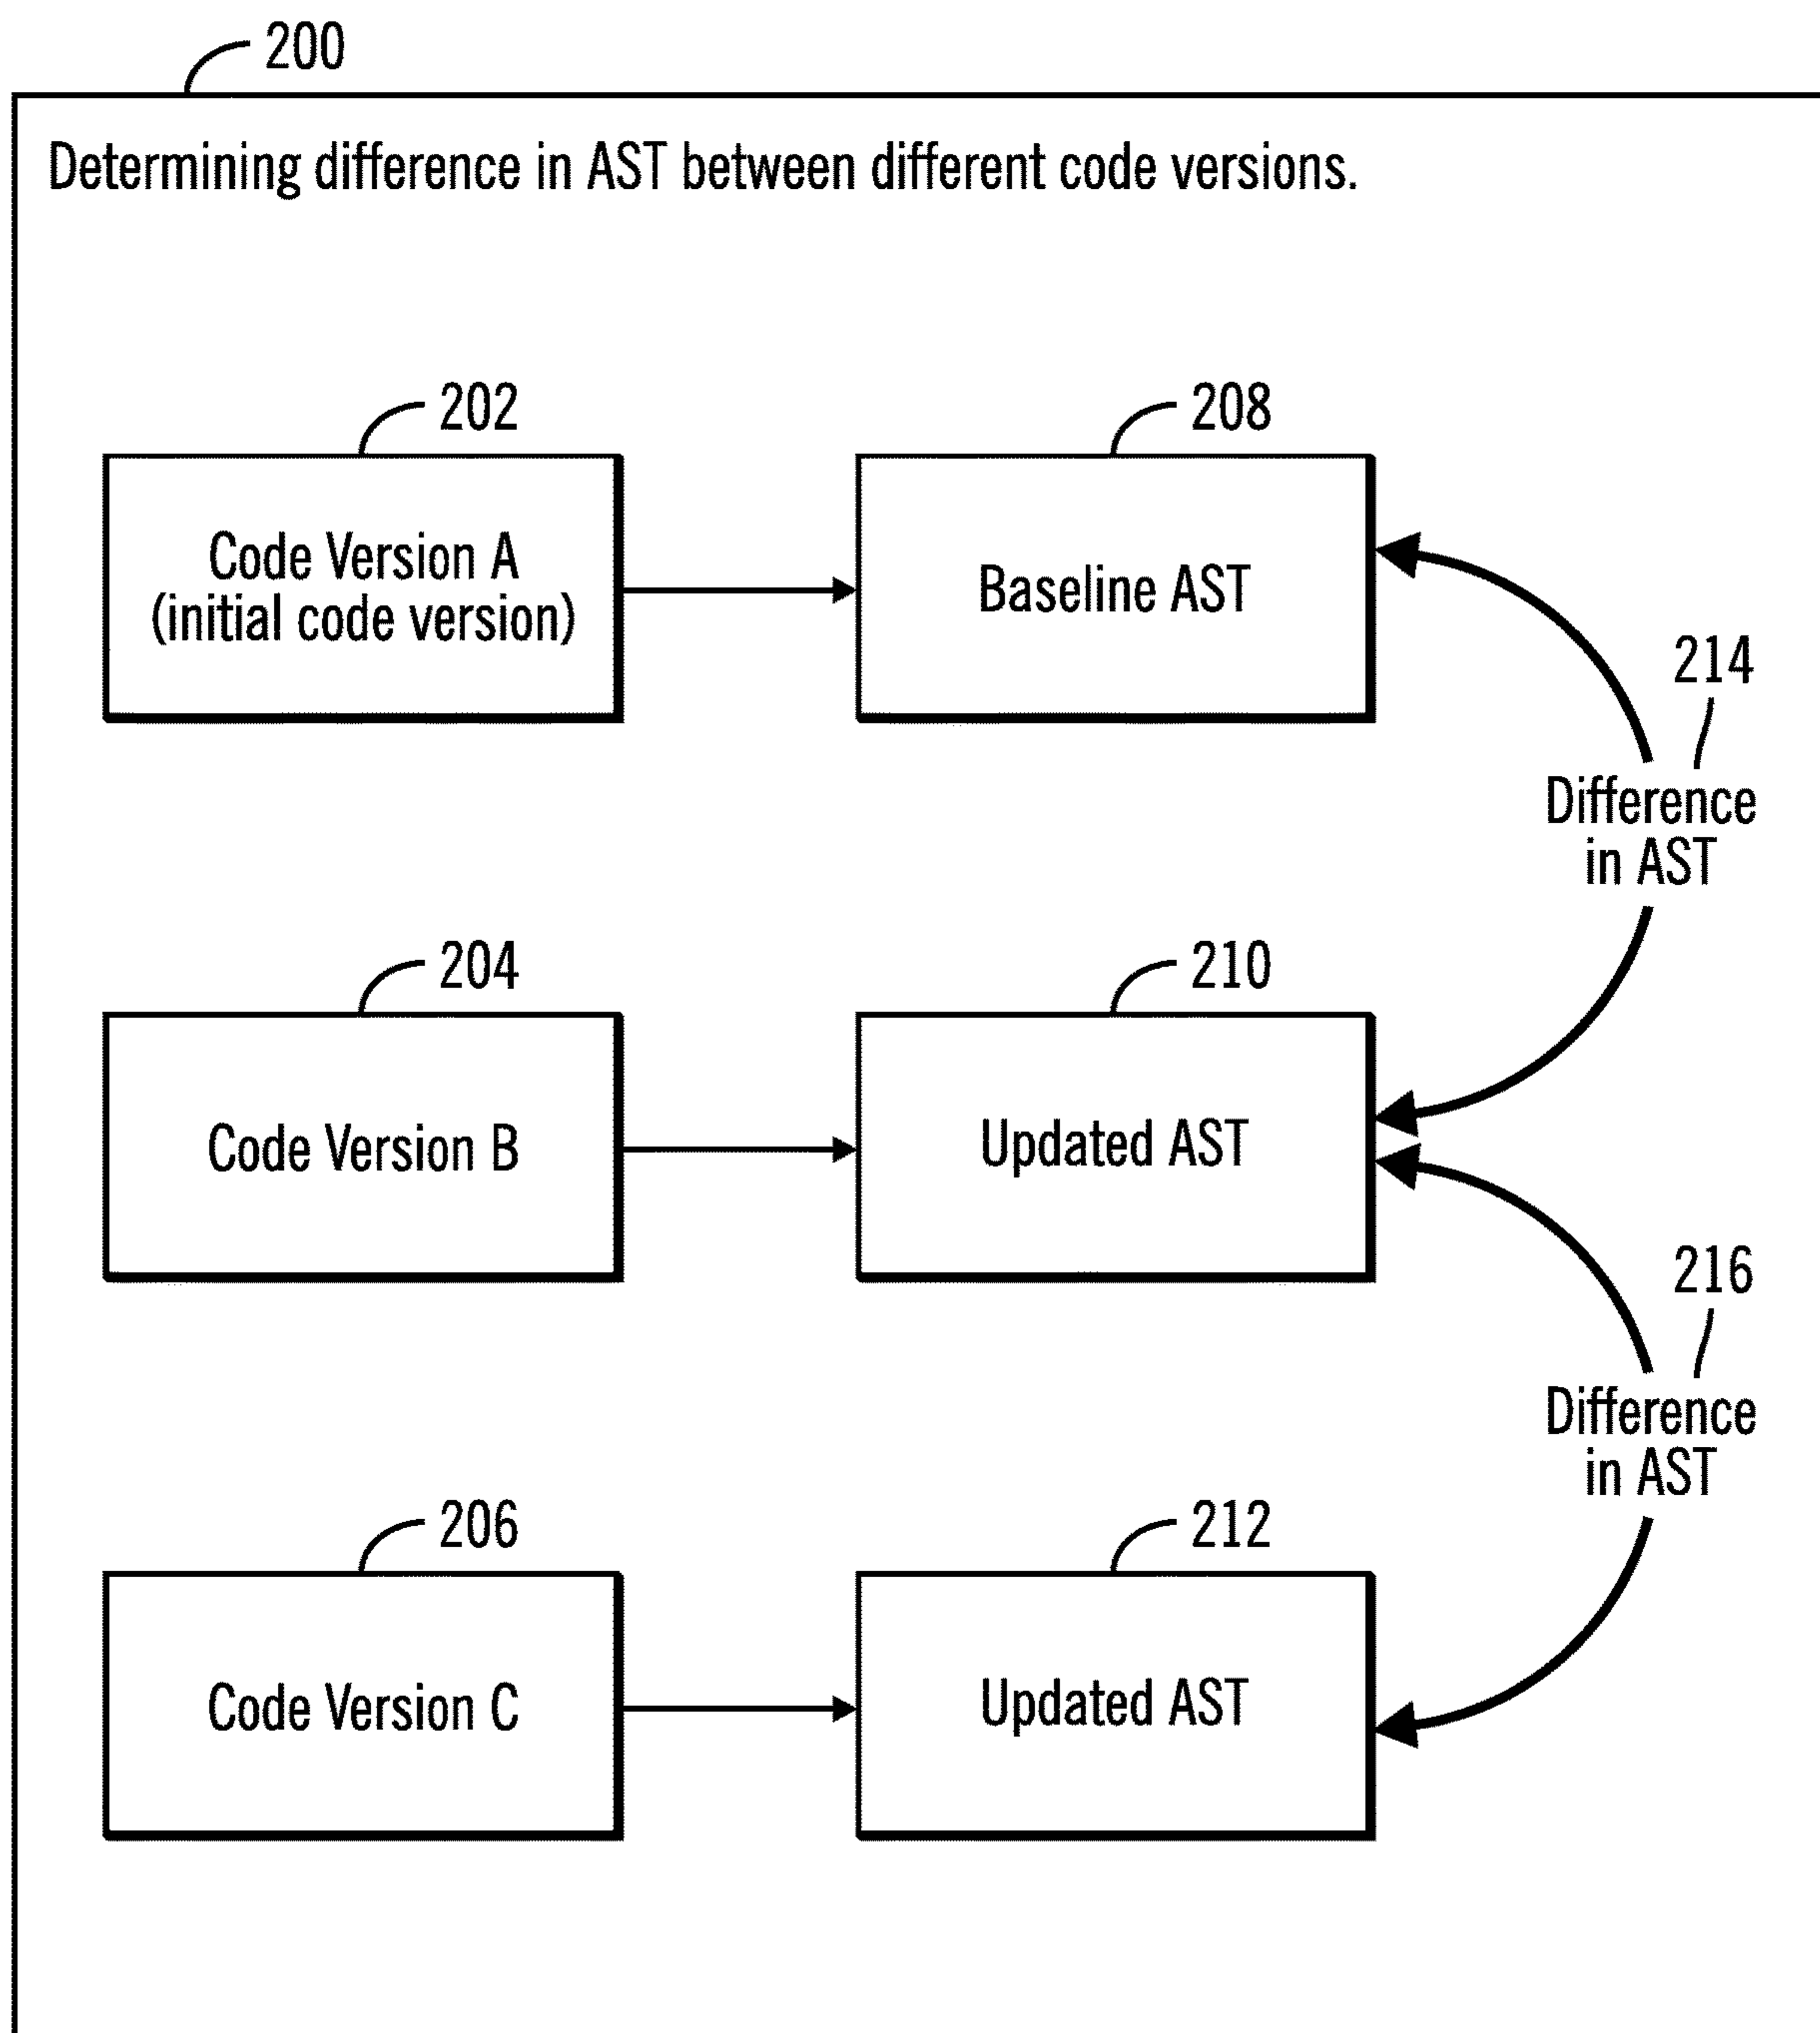 200
Determining difference in AST between different code versions.
202
208
Code Version A
(initial code version)
Baseline AST
214
Difference
in AST
204
210
Code Version B
Updated AST
216
Difference
in AST
206
212
Code Version C
Updated AST